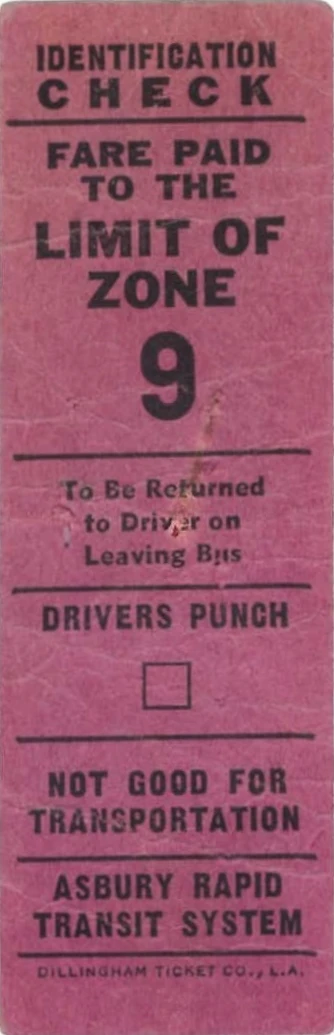 IDENTIFICATION
CHECK
FARE PAID
TO THE
LIMIT OF
ZONE
9
To Be Returned
to Driver on
Leaving Bus
DRIVERS PUNCH
NOT GOOD FOR
TRANSPORTATION
ASBURY RAPID
TRANSIT SYSTEM
DILLINGHAM TICKET CO., L.A.